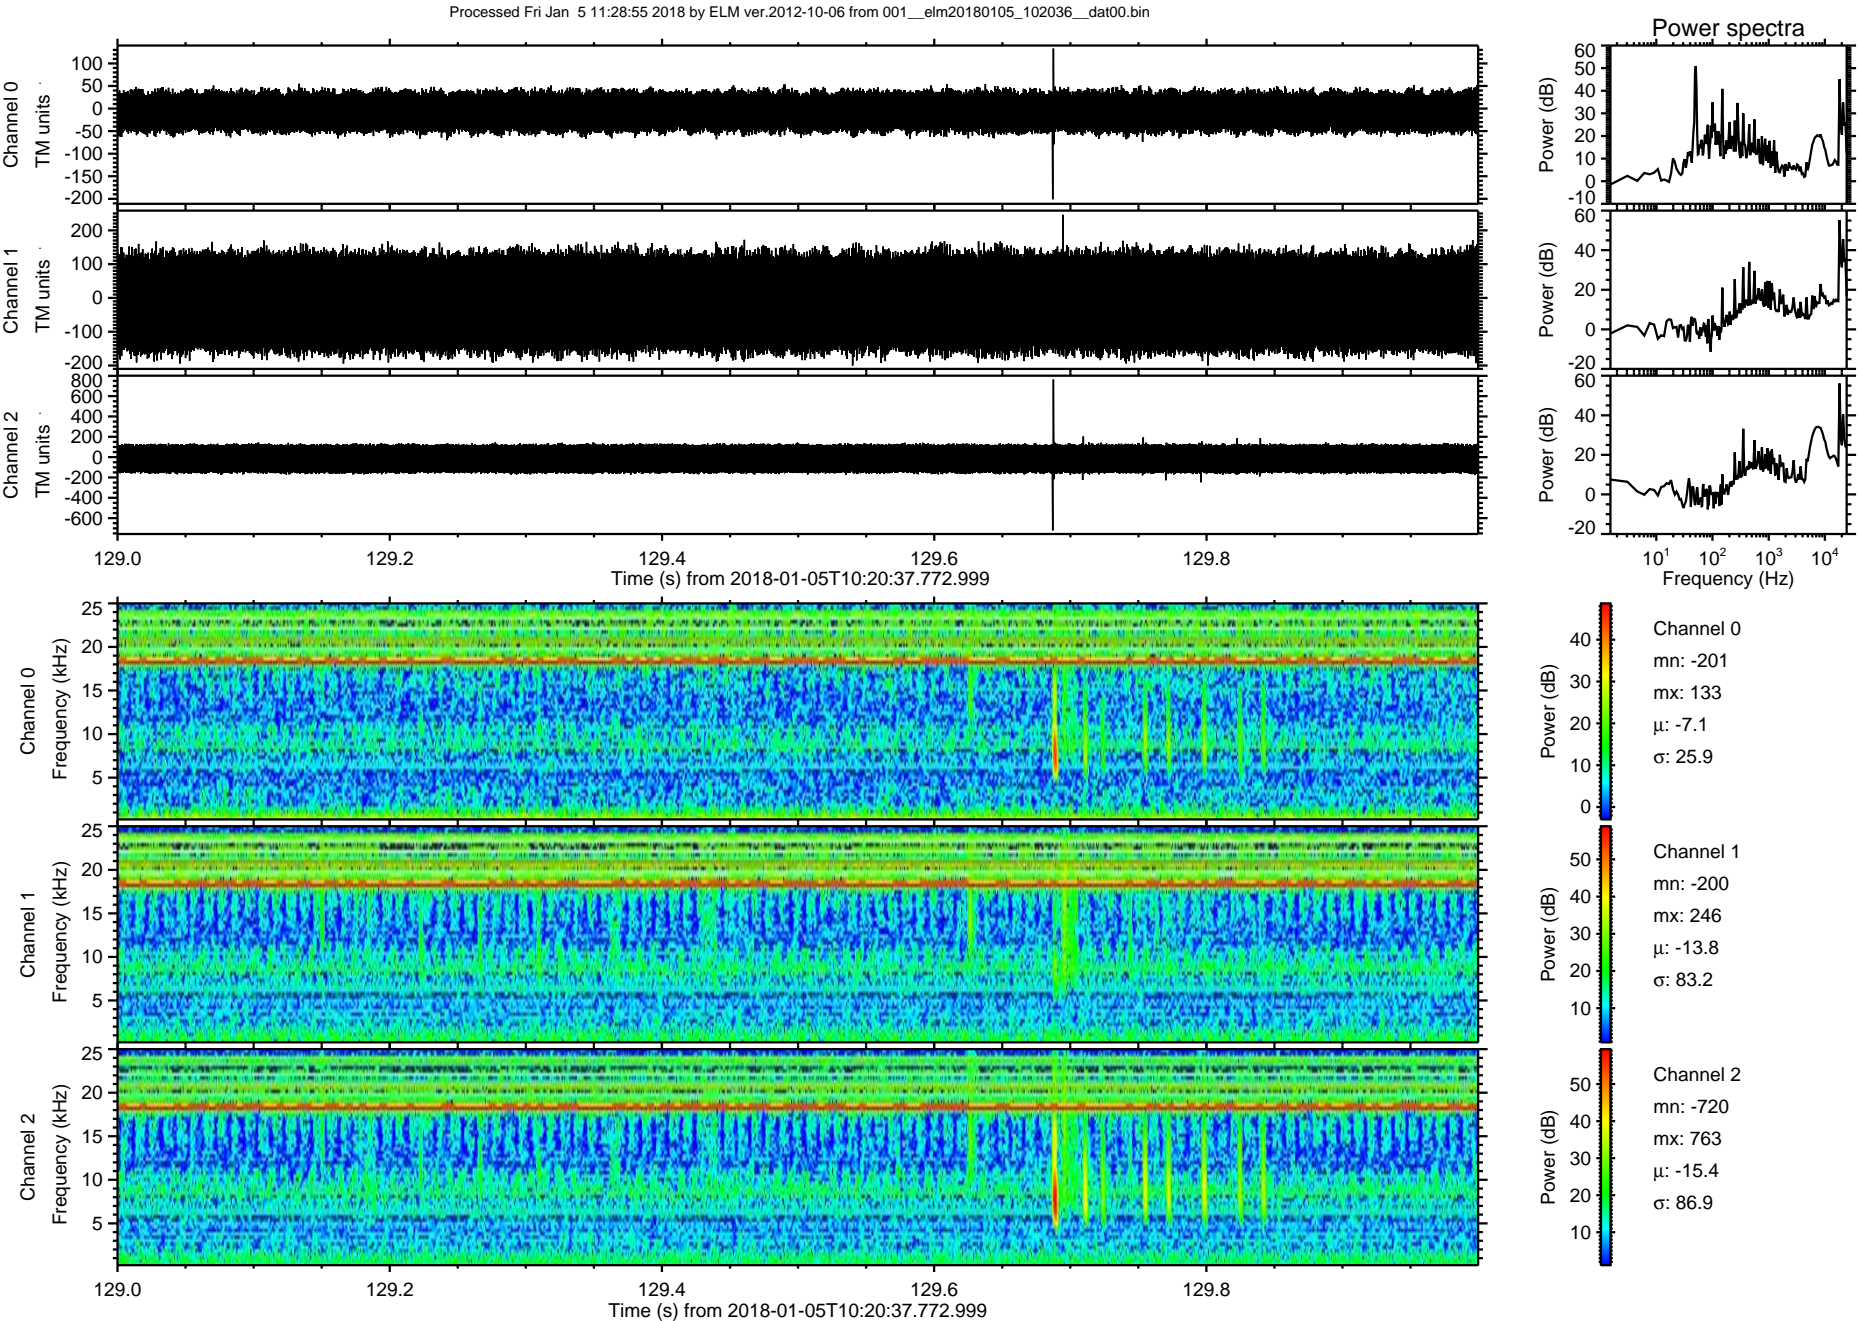 Processed Fri Jan  5 11:28:55 2018 by ELM ver.2012-10-06 from 001__elm20180105_102036__dat00.bin
Power spectra
Channel 0
TM units
100
50
0
-50
-100
-150
-200
Power (dB)
60
50
40
30
20
10
0
-10
Channel 1
TM units
200
100
0
-100
-200
Power (dB)
60
40
20
0
-20
Channel 2
TM units
800
600
400
200
0
-200
-400
-600
Power (dB)
60
40
20
0
-20
129.0 129.2 129.4 129.6 129.8
Time (s) from 2018-01-05T10:20:37.772.999
10^1 10^2 10^3 10^4
Frequency (Hz)
Channel 0
Frequency (kHz)
25
20
15
10
5
Power (dB)
40
30
20
10
0
Channel 0
mn: -201
mx: 133
μ: -7.1
σ: 25.9
Channel 1
Frequency (kHz)
25
20
15
10
5
Power (dB)
50
40
30
20
10
Channel 1
mn: -200
mx: 246
μ: -13.8
σ: 83.2
Channel 2
Frequency (kHz)
25
20
15
10
5
Power (dB)
50
40
30
20
10
Channel 2
mn: -720
mx: 763
μ: -15.4
σ: 86.9
129.0 129.2 129.4 129.6 129.8
Time (s) from 2018-01-05T10:20:37.772.999